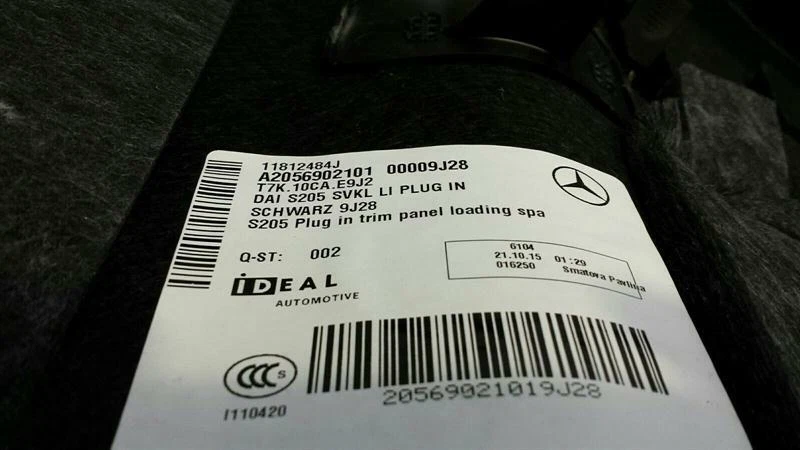 11812484J
A2056902101 00009J28
T7K.10CA.E9J2
DAI S205 SVKL LI PLUG IN
SCHWARZ 9J28
S205 Plug in trim panel loading spa
Q-ST: 002
6104
21.10.15 01:29
016250 Smatova Pavlina
iDEAL
AUTOMOTIVE
CCC S
I110420
20569021019J28